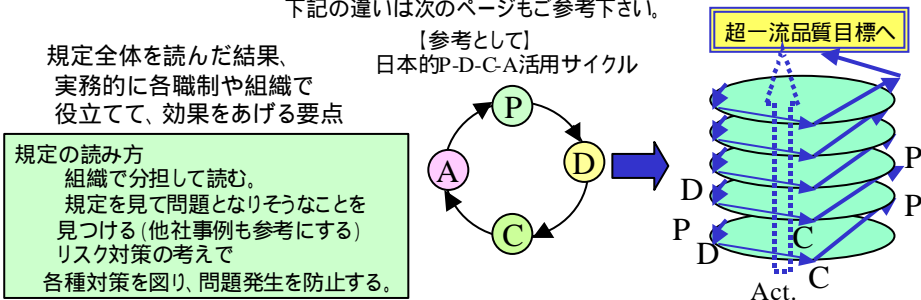 下記の違いは次のページもご参考下さい。
【参考として】
日本的P-D-C-A活用サイクル
超一流品質目標へ
規定全体を読んだ結果、
実務的に各職制や組織で
役立てて、効果をあげる要点
規定の読み方
組織で分担して読む。
規定を見て問題となりそうなことを
見つける(他社事例も参考にする)
リスク対策の考えで
各種対策を図り、問題発生を防止する。
P
D
C
A
P
D
P
P
D
C
C
Act.